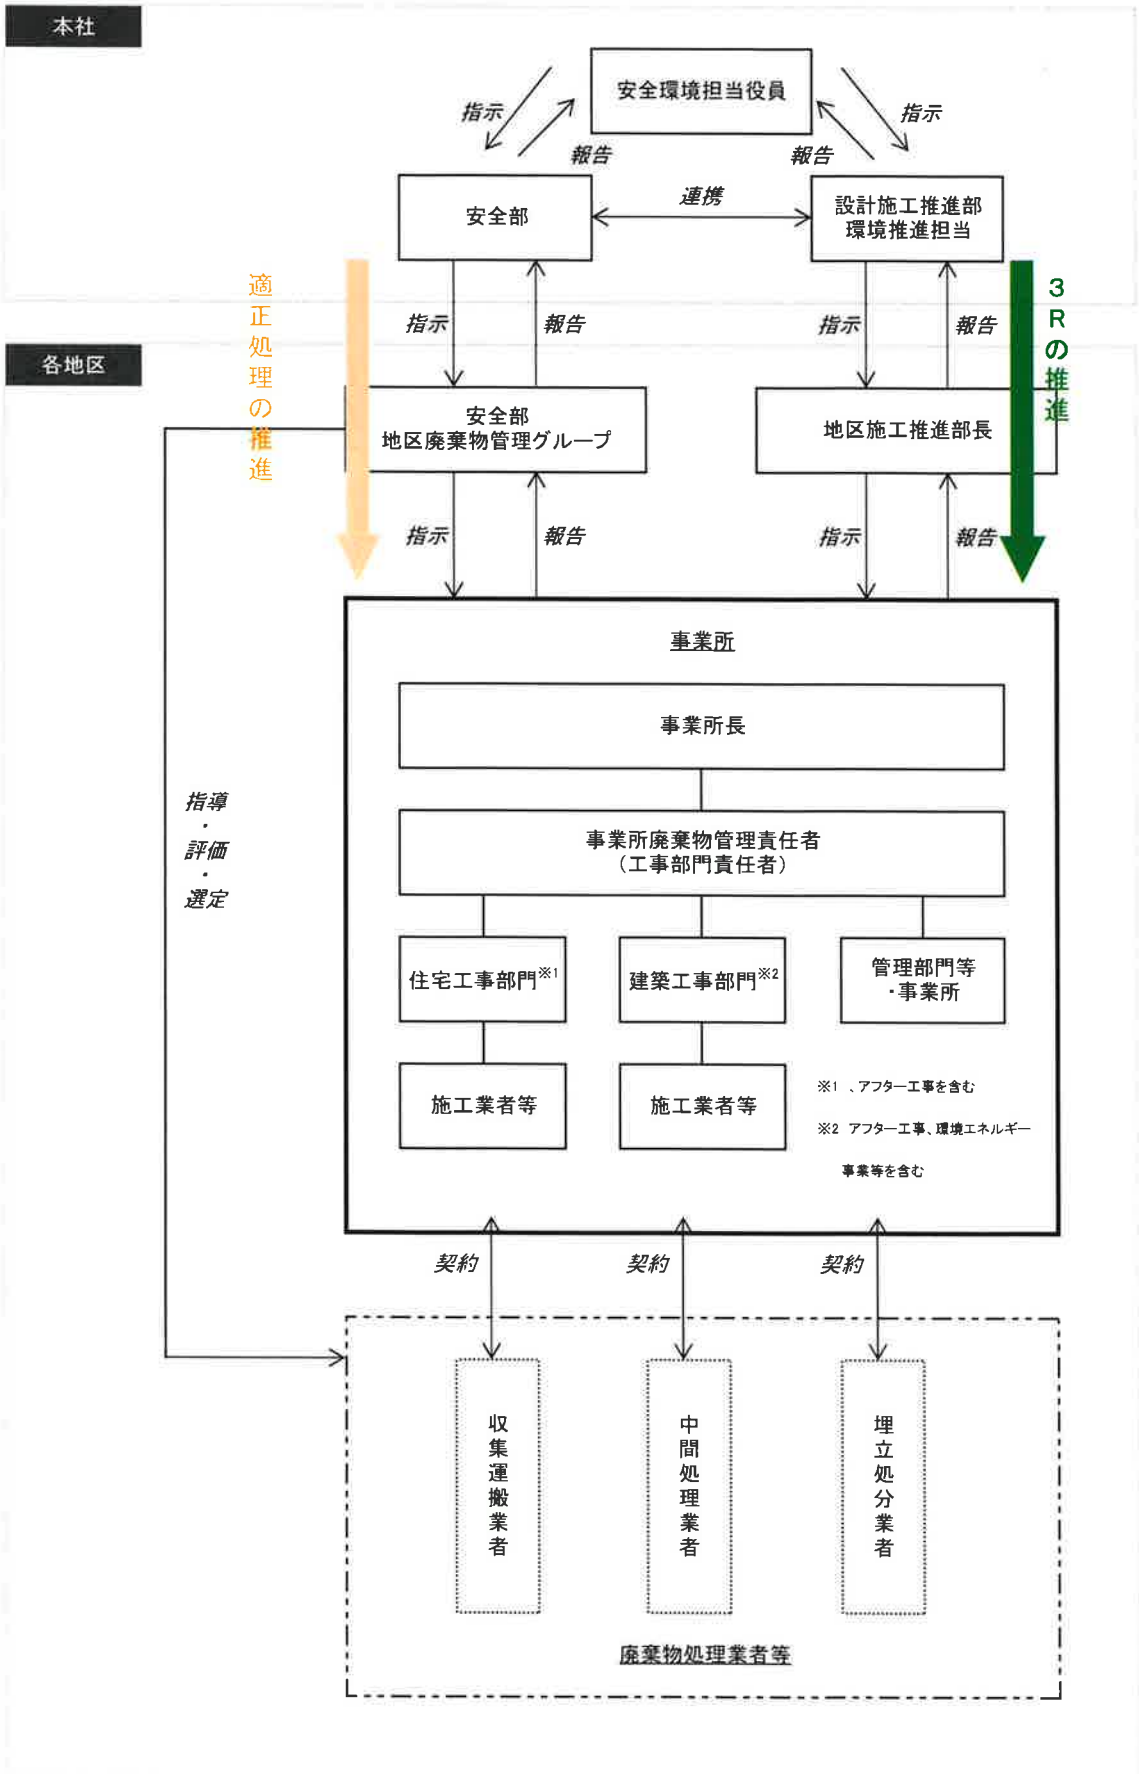 本社
安全環境担当役員
指示
報告
報告
指示
安全部
連携
設計施工推進部
環境推進担当
適正処理の推進
3Rの推進
指示
報告
指示
報告
各地区
安全部
地区廃棄物管理グループ
地区施工推進部長
指示
報告
指示
報告
事業所
事業所長
事業所廃棄物管理責任者
（工事部門責任者）
指導
・
評価
・
選定
住宅工事部門※1
建築工事部門※2
管理部門等
・事業所
施工業者等
施工業者等
※1 、アフター工事を含む
※2 アフター工事、環境エネルギー
事業等を含む
契約
契約
契約
収集運搬業者
中間処理業者
埋立処分業者
廃棄物処理業者等